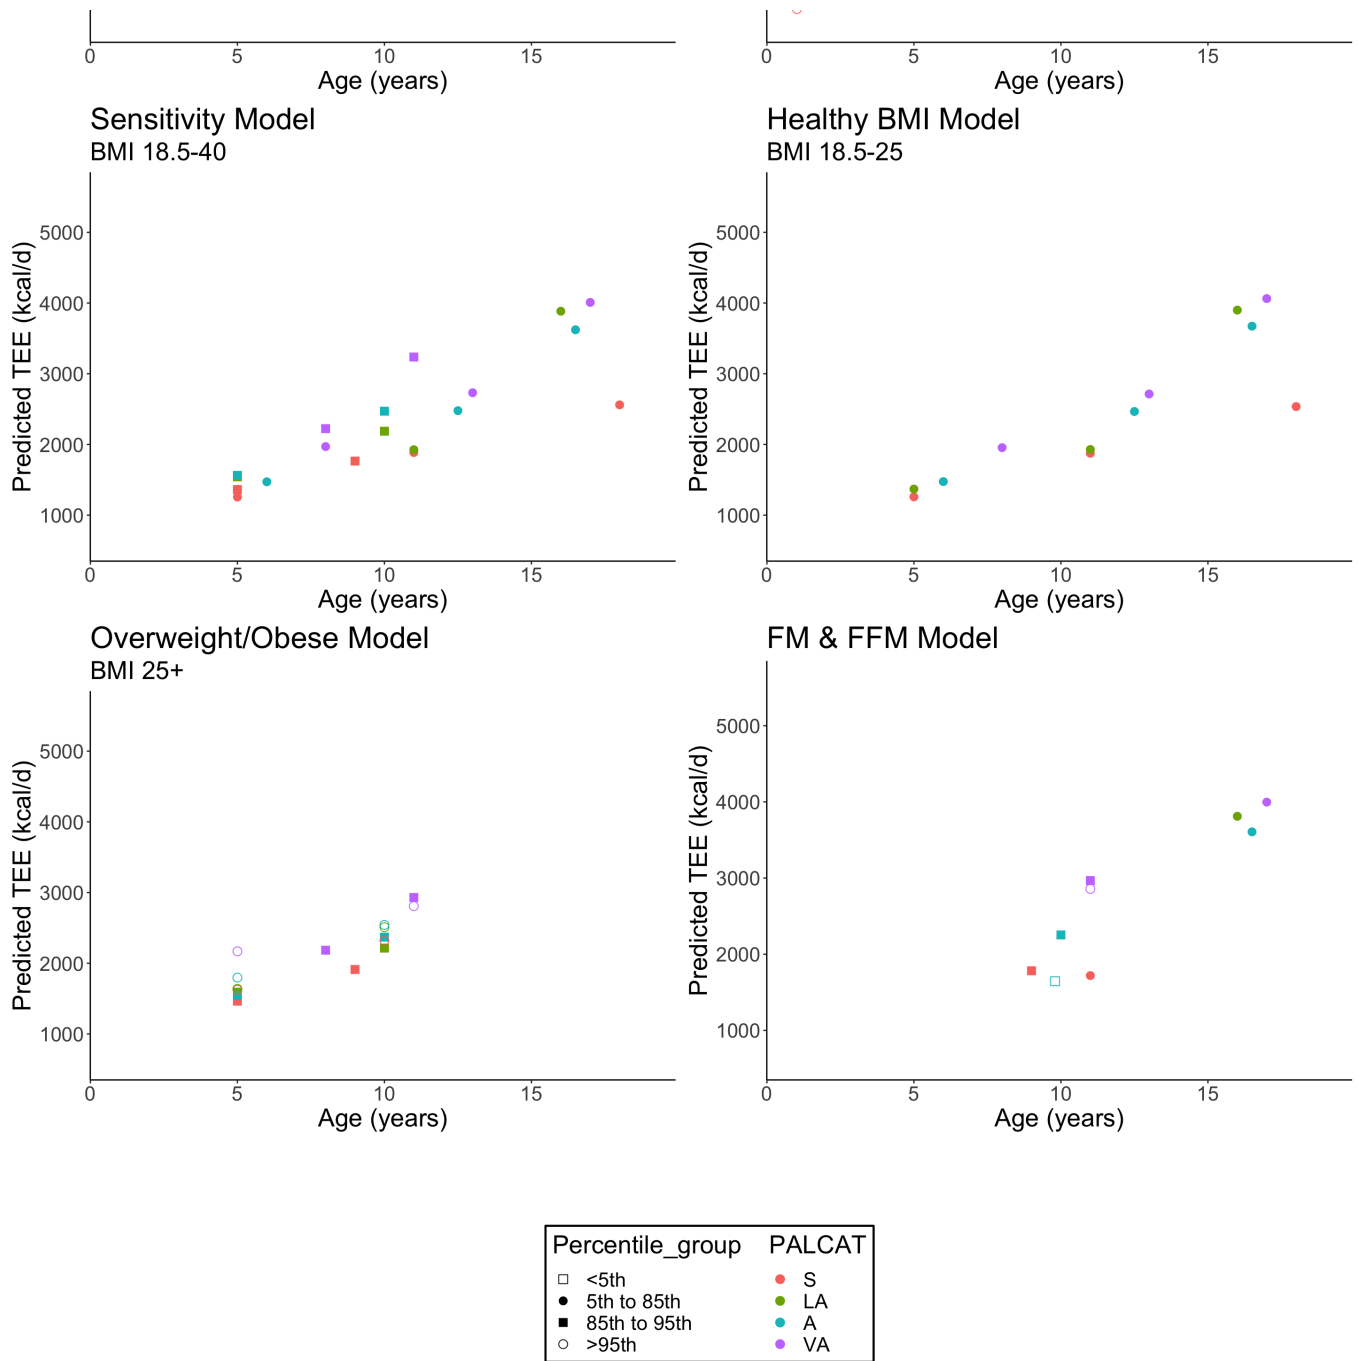 0 5 10 15
Age (years)
0 5 10 15
Age (years)
Sensitivity Model
BMI 18.5-40
Predicted TEE (kcal/d)
5000
4000
3000
2000
1000
0 5 10 15
Age (years)
Healthy BMI Model
BMI 18.5-25
Predicted TEE (kcal/d)
5000
4000
3000
2000
1000
0 5 10 15
Age (years)
Overweight/Obese Model
BMI 25+
Predicted TEE (kcal/d)
5000
4000
3000
2000
1000
0 5 10 15
Age (years)
FM & FFM Model
Predicted TEE (kcal/d)
5000
4000
3000
2000
1000
0 5 10 15
Age (years)
Percentile_group
<5th
5th to 85th
85th to 95th
>95th
PALCAT
S
LA
A
VA